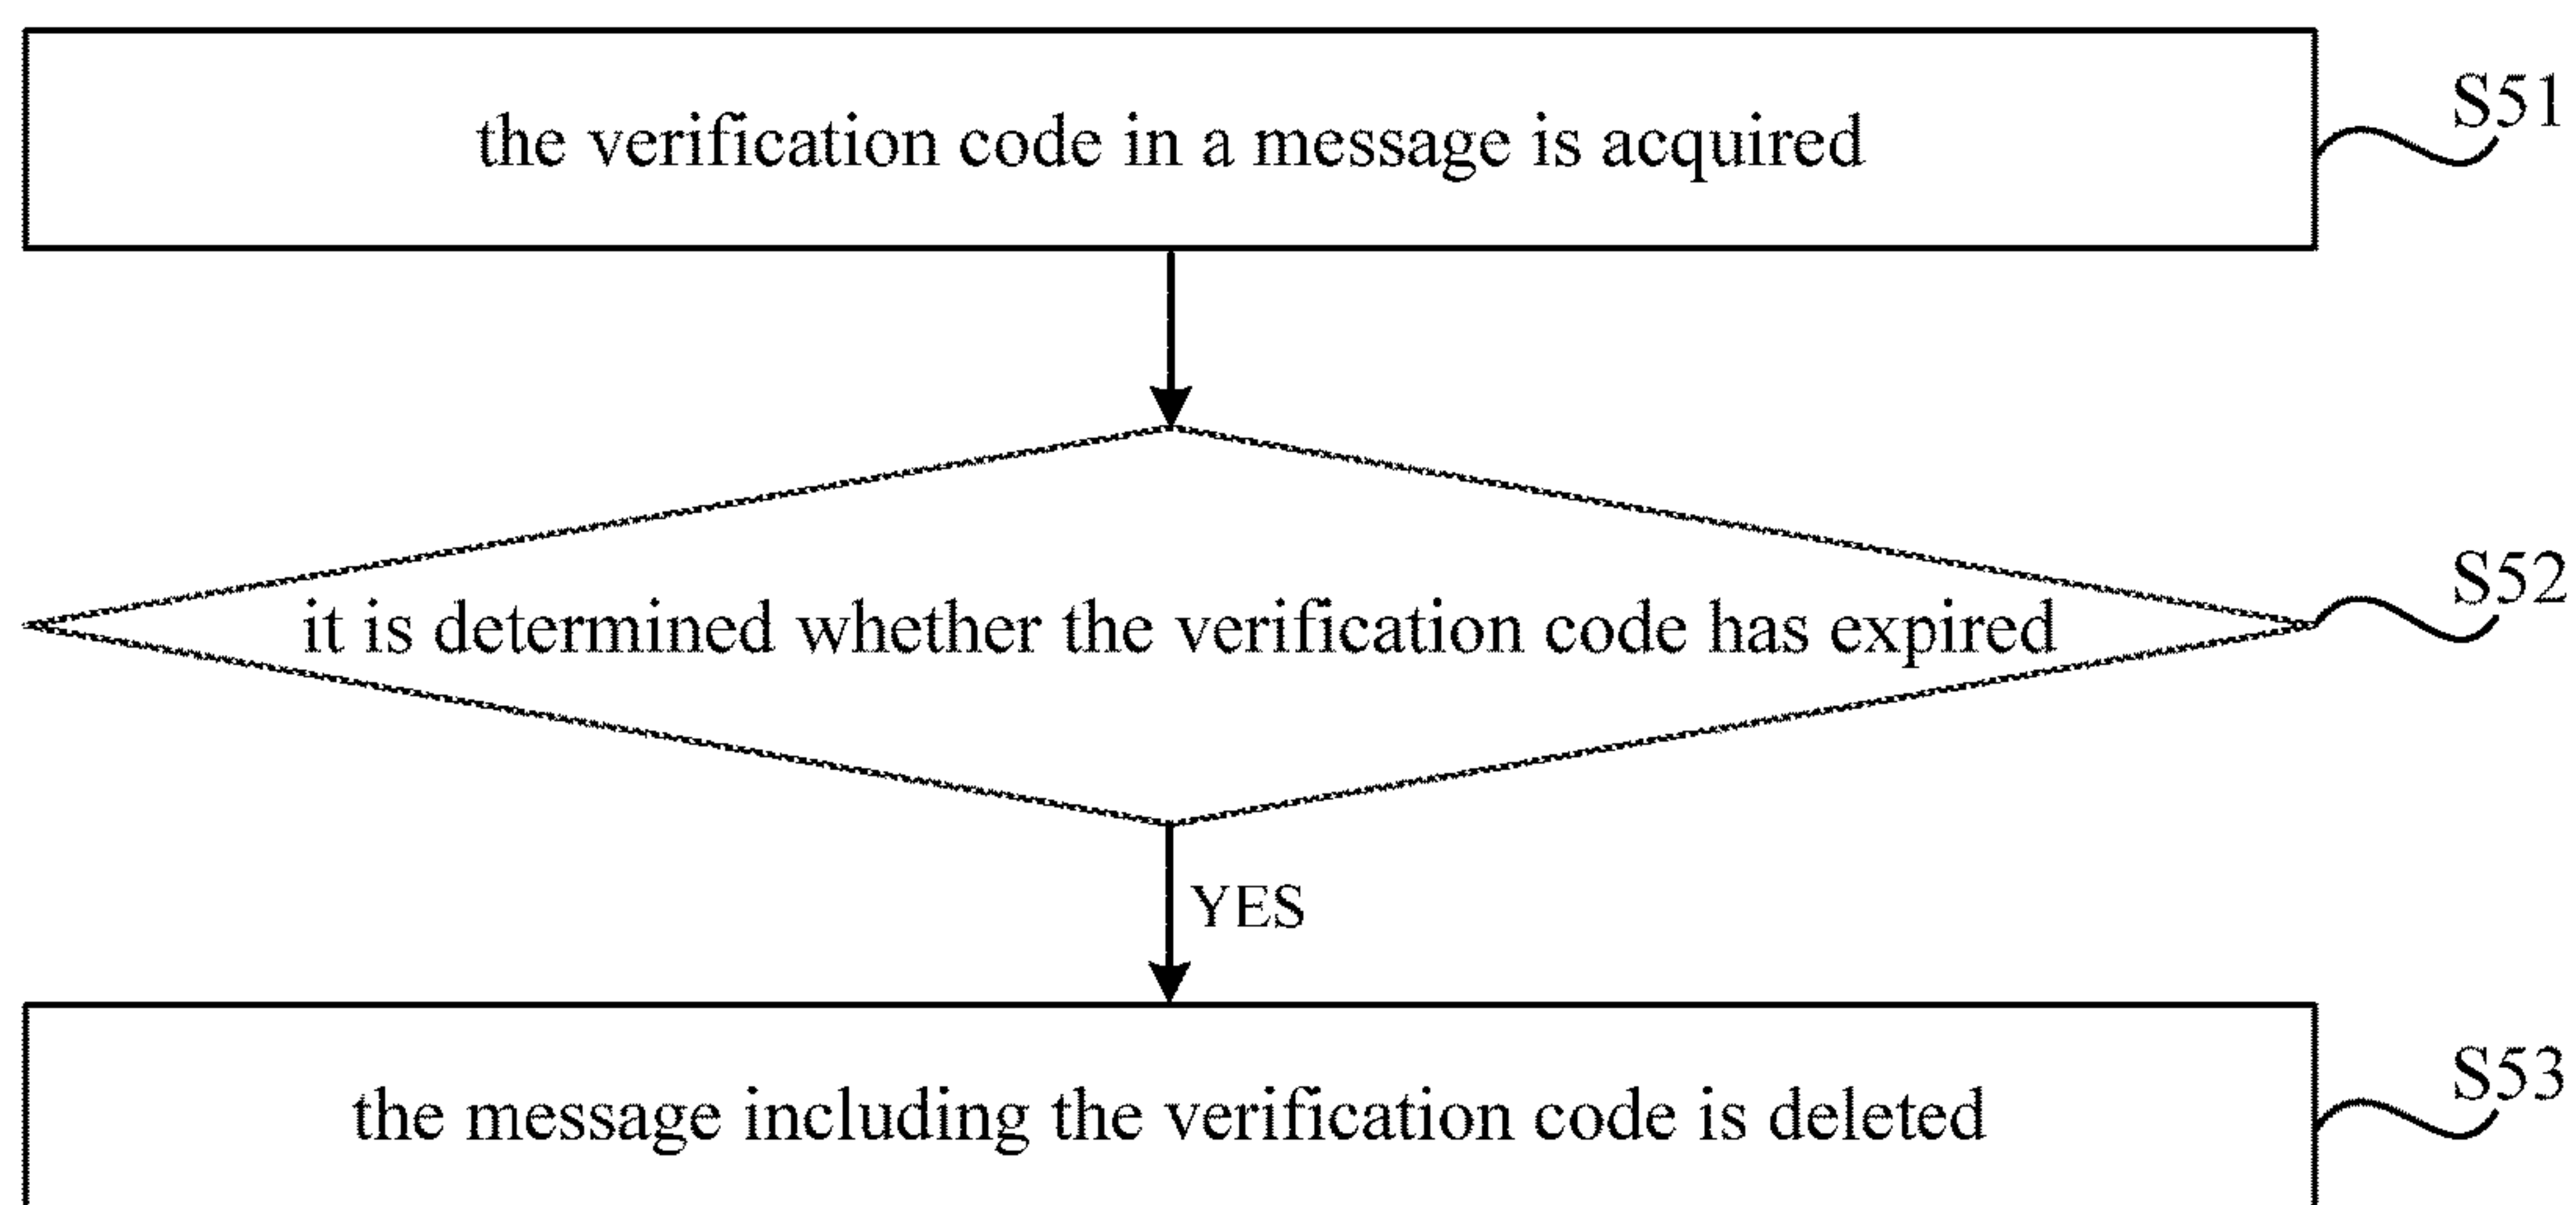 the verification code in a message is acquired
S51
it is determined whether the verification code has expired
S52
YES
the message including the verification code is deleted
S53